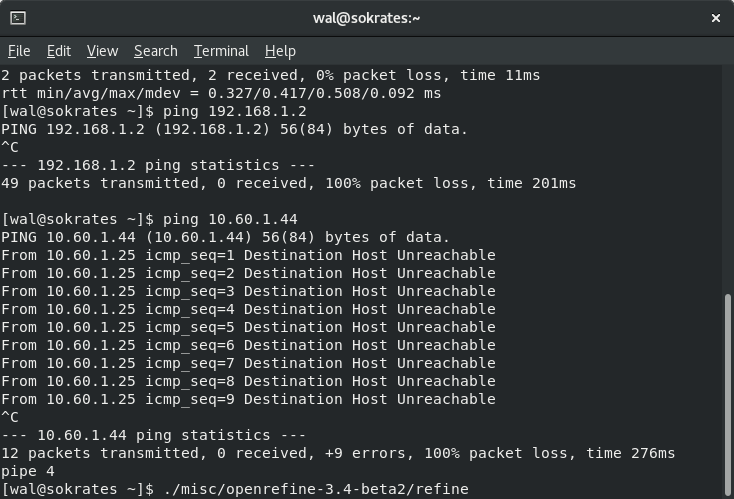 wal@sokrates:~
File Edit View Search Terminal Help
2 packets transmitted, 2 received, 0% packet loss, time 11ms
rtt min/avg/max/mdev = 0.327/0.417/0.508/0.092 ms
[wal@sokrates ~]$ ping 192.168.1.2
PING 192.168.1.2 (192.168.1.2) 56(84) bytes of data.
^C
--- 192.168.1.2 ping statistics ---
49 packets transmitted, 0 received, 100% packet loss, time 201ms
[wal@sokrates ~]$ ping 10.60.1.44
PING 10.60.1.44 (10.60.1.44) 56(84) bytes of data.
From 10.60.1.25 icmp_seq=1 Destination Host Unreachable
From 10.60.1.25 icmp_seq=2 Destination Host Unreachable
From 10.60.1.25 icmp_seq=3 Destination Host Unreachable
From 10.60.1.25 icmp_seq=4 Destination Host Unreachable
From 10.60.1.25 icmp_seq=5 Destination Host Unreachable
From 10.60.1.25 icmp_seq=6 Destination Host Unreachable
From 10.60.1.25 icmp_seq=7 Destination Host Unreachable
From 10.60.1.25 icmp_seq=8 Destination Host Unreachable
From 10.60.1.25 icmp_seq=9 Destination Host Unreachable
^C
--- 10.60.1.44 ping statistics ---
12 packets transmitted, 0 received, +9 errors, 100% packet loss, time 276ms
pipe 4
[wal@sokrates ~]$ ./misc/openrefine-3.4-beta2/refine